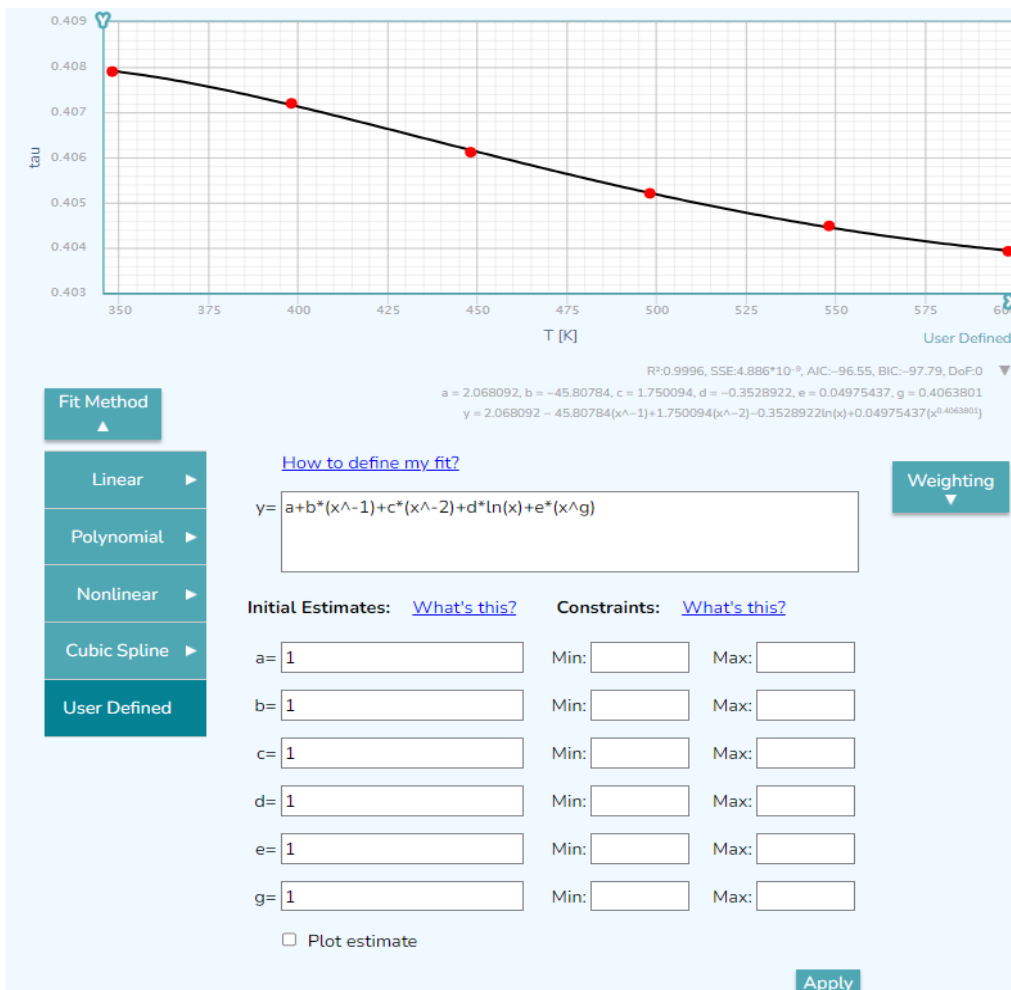 0.409
0.408
0.407
0.406
0.405
0.404
0.403
tau
Y
350 375 400 425 450 475 500 525 550 575 60
T [K]
User Defined
R²:0.9996, SSE:4.886*10⁻⁹, AIC:−96.55, BIC:−97.79, DoF:0 ▼
a = 2.068092, b = −45.80784, c = 1.750094, d = −0.3528922, e = 0.04975437, g = 0.4063801
y = 2.068092 − 45.80784(x^−1)+1.750094(x^−2)−0.3528922ln(x)+0.04975437(x⁰·⁴⁰⁶³⁸⁰¹)
Fit Method
▲
Linear ▶
Polynomial ▶
Nonlinear ▶
Cubic Spline ▶
User Defined
How to define my fit?
y= a+b*(x^-1)+c*(x^-2)+d*ln(x)+e*(x^g)
Weighting
▼
Initial Estimates: What's this? Constraints: What's this?
a= 1 Min: Max:
b= 1 Min: Max:
c= 1 Min: Max:
d= 1 Min: Max:
e= 1 Min: Max:
g= 1 Min: Max:
Plot estimate
Apply